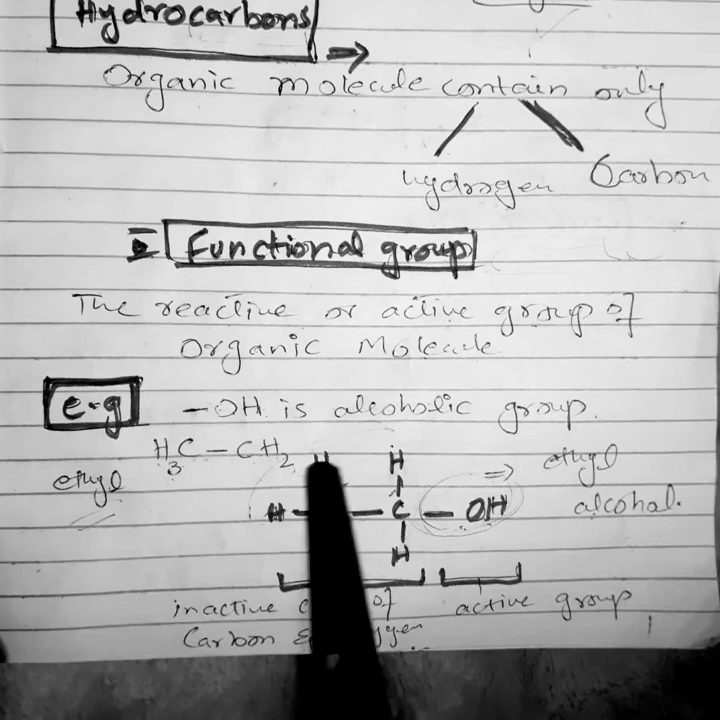 Hydrocarbons
Organic molecule contain only
hydrogen Carbon
Functional group
The reactive or active group of
Organic Molecule
e-g -OH is alcoholic group.
H3C-CH2
ethyl
H
H ethyl
H - C - OH alcohal.
H
inactive of active group
Carbon &